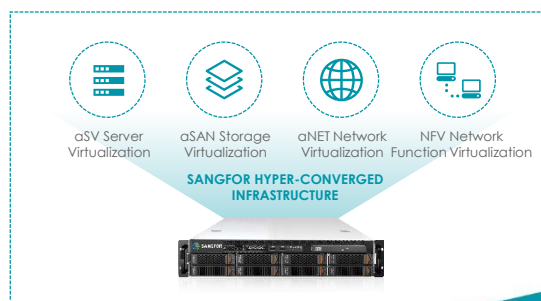 aSV Server
Virtualization
aSAN Storage
Virtualization
aNET Network
Virtualization
NFV Network
Function Virtualization
SANGFOR HYPER-CONVERGED
INFRASTRUCTURE
SANGFOR